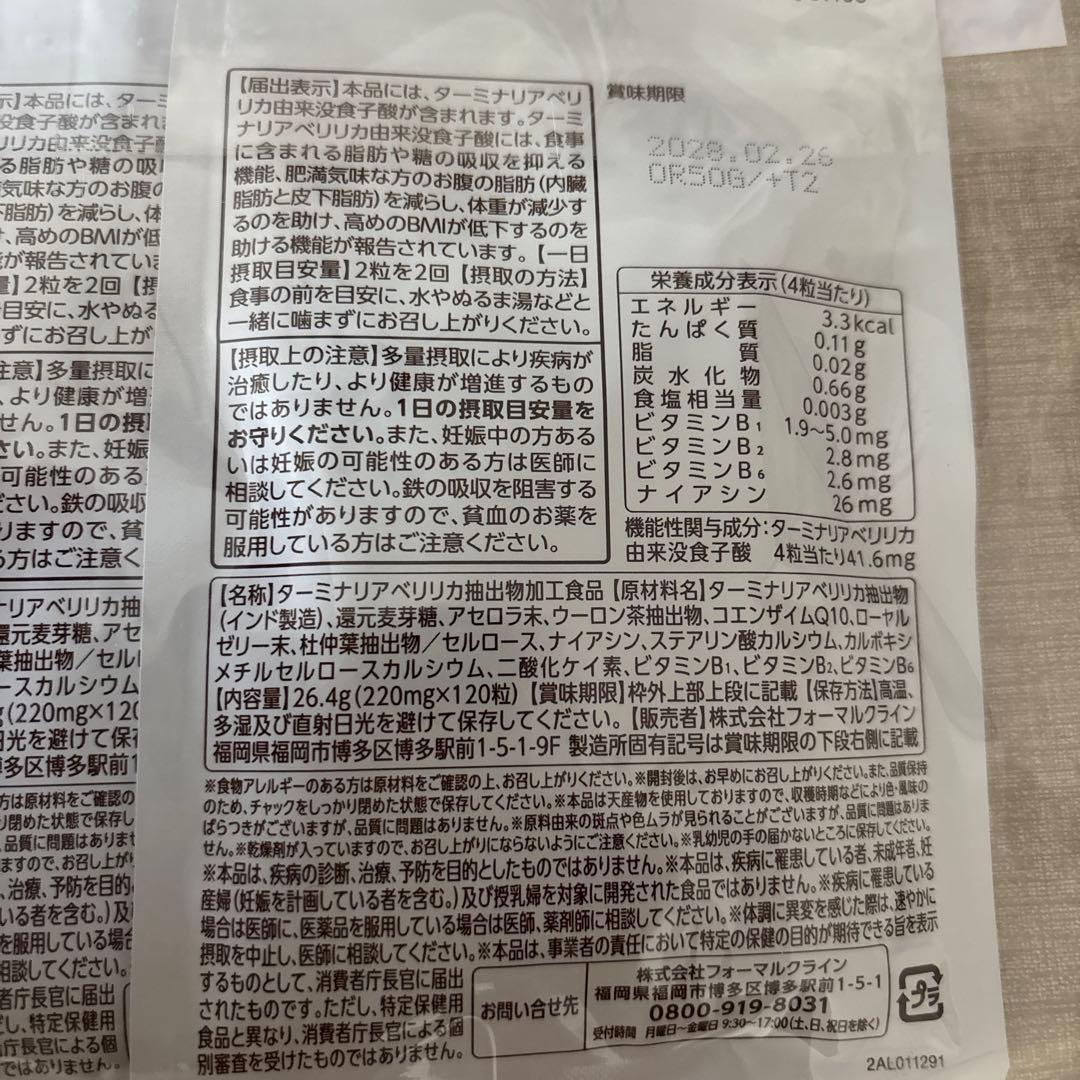 【届出表示】本品には、ターミナリアベリ
リカ由来没食子酸が含まれます。ターミ
ナリアベリリカ由来没食子酸には、食事
に含まれる脂肪や糖の吸収を抑える
機能、肥満気味な方のお腹の脂肪（内臓
脂肪と皮下脂肪）を減らし、体重が減少す
るのを助け、高めのBMIが低下するのを
助ける機能が報告されています。【一日
摂取目安量】2粒を2回【摂取の方法】
食事の前を目安に、水やぬるま湯などと
一緒に噛まずにお召し上がりください。
【摂取上の注意】多量摂取により疾病が
治癒したり、より健康が増進するもの
ではありません。1日の摂取目安量を
お守りください。また、妊娠中の方ある
いは妊娠の可能性のある方は医師に
相談してください。鉄の吸収を阻害する
可能性がありますので、貧血のお薬を
服用している方はご注意ください。
賞味期限
2028.02.26
OR50G/+T2
栄養成分表示（4粒当たり）
エネルギー 3.3kcal
たんぱく質 0.11g
脂質 0.02g
炭水化物 0.66g
食塩相当量 0.003g
ビタミンB1 1.9〜5.0mg
ビタミンB2 2.8mg
ビタミンB6 2.6mg
ナイアシン 26mg
機能性関与成分：ターミナリアベリリカ
由来没食子酸 4粒当たり41.6mg
【名称】ターミナリアベリリカ抽出物加工食品【原材料名】ターミナリアベリリカ抽出物
（インド製造）、還元麦芽糖、アセロラ末、ウーロン茶抽出物、コエンザイムQ10、ローヤル
ゼリー末、杜仲葉抽出物／セルロース、ナイアシン、ステアリン酸カルシウム、カルボキシ
メチルセルロースカルシウム、二酸化ケイ素、ビタミンB1、ビタミンB2、ビタミンB6
【内容量】26.4g（220mg×120粒）【賞味期限】枠外上部上段に記載【保存方法】高温、
多湿及び直射日光を避けて保存してください。【販売者】株式会社フォーマルクライン
福岡県福岡市博多区博多駅前1-5-1-9F 製造所固有記号は賞味期限の下段右側に記載
※食物アレルギーのある方は原材料をご確認の上、お召し上がりください。※開封後は、お早めにお召し上がりください。また、品質保持
のため、チャックをしっかり閉めた状態で保存してください。※本品は天産物を使用しておりますので、収穫時期などにより色・風味の
ばらつきがございますが、品質に問題はありません。※原料由来の斑点や色ムラが見られることがございますが、品質に問題はありま
せん。※乾燥剤が入っていますので、お召し上がりにならないようにご注意ください。※乳幼児の手の届かないところに保存してください。
※本品は、疾病の診断、治療、予防を目的としたものではありません。※本品は、疾病に罹患している者、未成年者、妊
産婦（妊娠を計画している者を含む。）及び授乳婦を対象に開発された食品ではありません。※疾病に罹患している
場合は医師に、医薬品を服用している場合は医師、薬剤師に相談してください。※体調に異変を感じた際は、速やかに
摂取を中止し、医師に相談してください。※本品は、事業者の責任において特定の保健の目的が期待できる旨を表示
するものとして、消費者庁長官に届出
されたものです。ただし、特定保健用
食品と異なり、消費者庁長官による個
別審査を受けたものではありません。
お問い合せ先
株式会社フォーマルクライン
福岡県福岡市博多区博多駅前1-5-1
0800-919-8031
受付時間 月曜日〜金曜日 9:30〜17:00（土、日、祝日を除く）
プラ
2AL011291